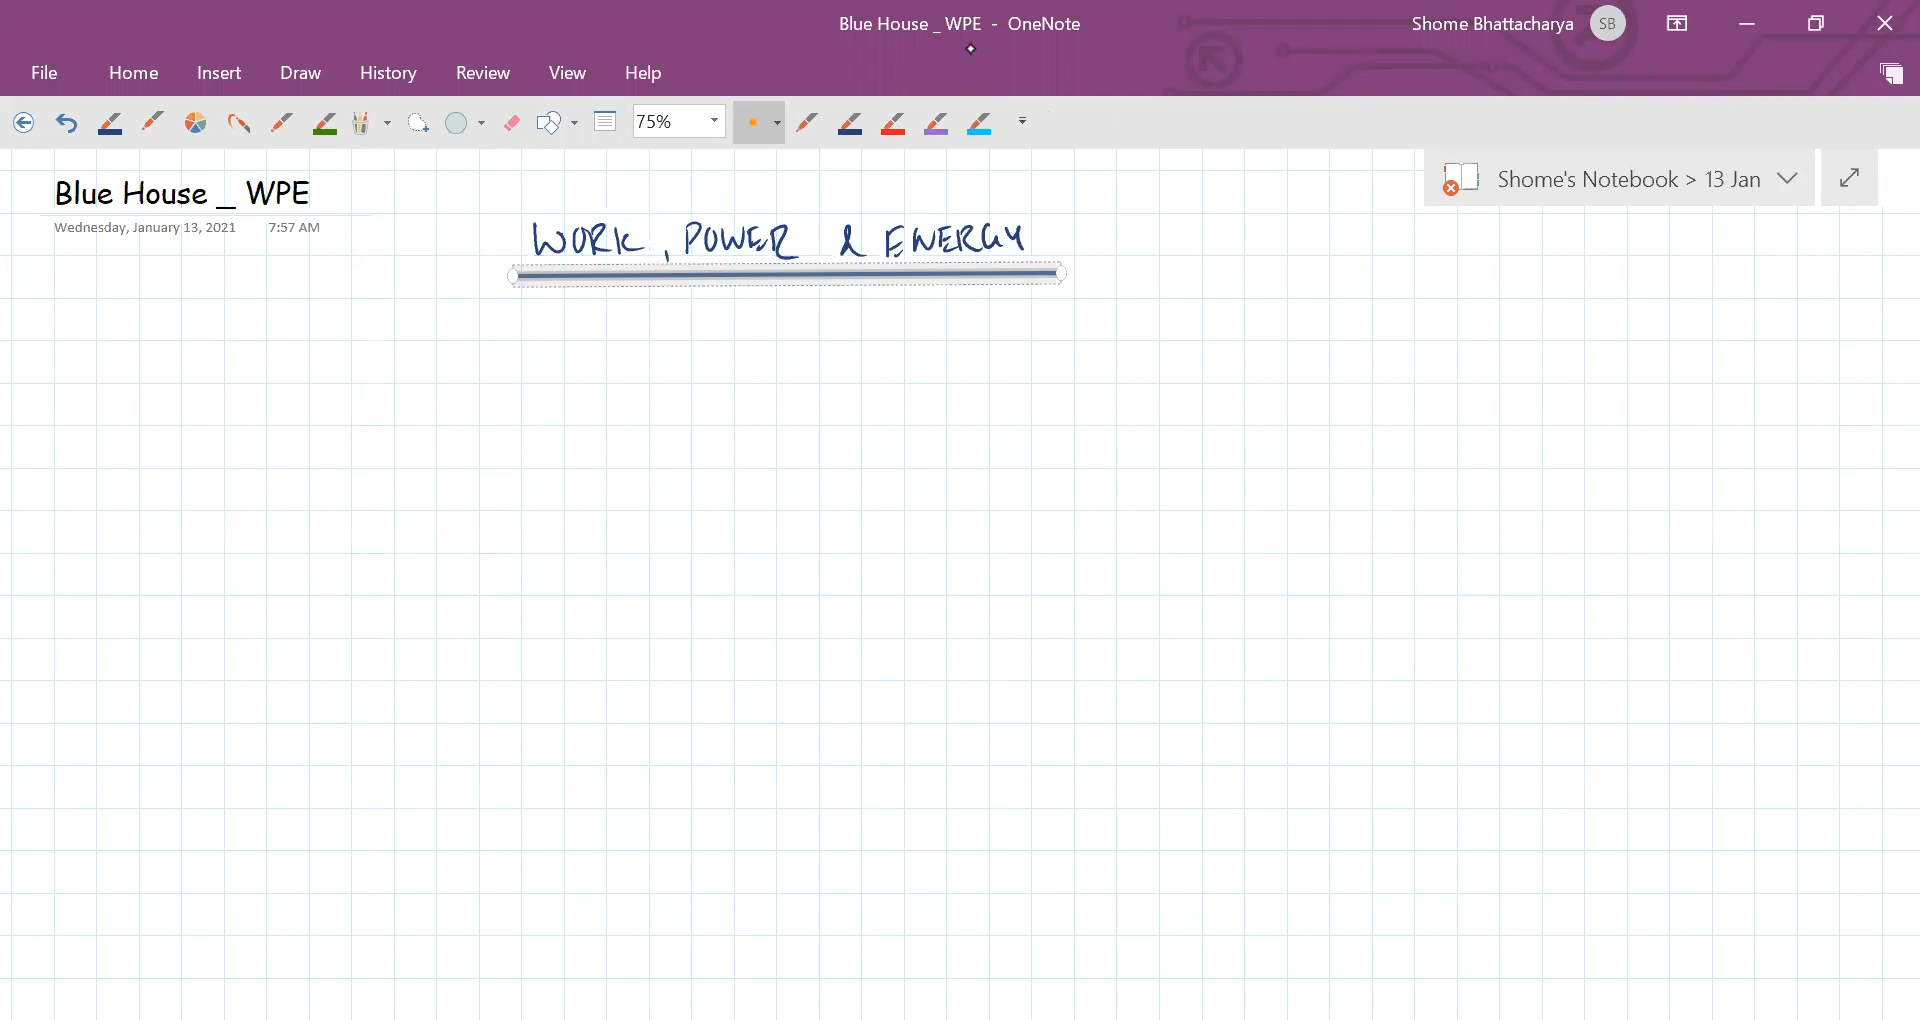 Blue House _ WPE - OneNote
Shome Bhattacharya SB
File Home Insert Draw History Review View Help
75%
Shome's Notebook > 13 Jan
Blue House _ WPE
Wednesday, January 13, 2021 7:57 AM
WORK, POWER & ENERGY